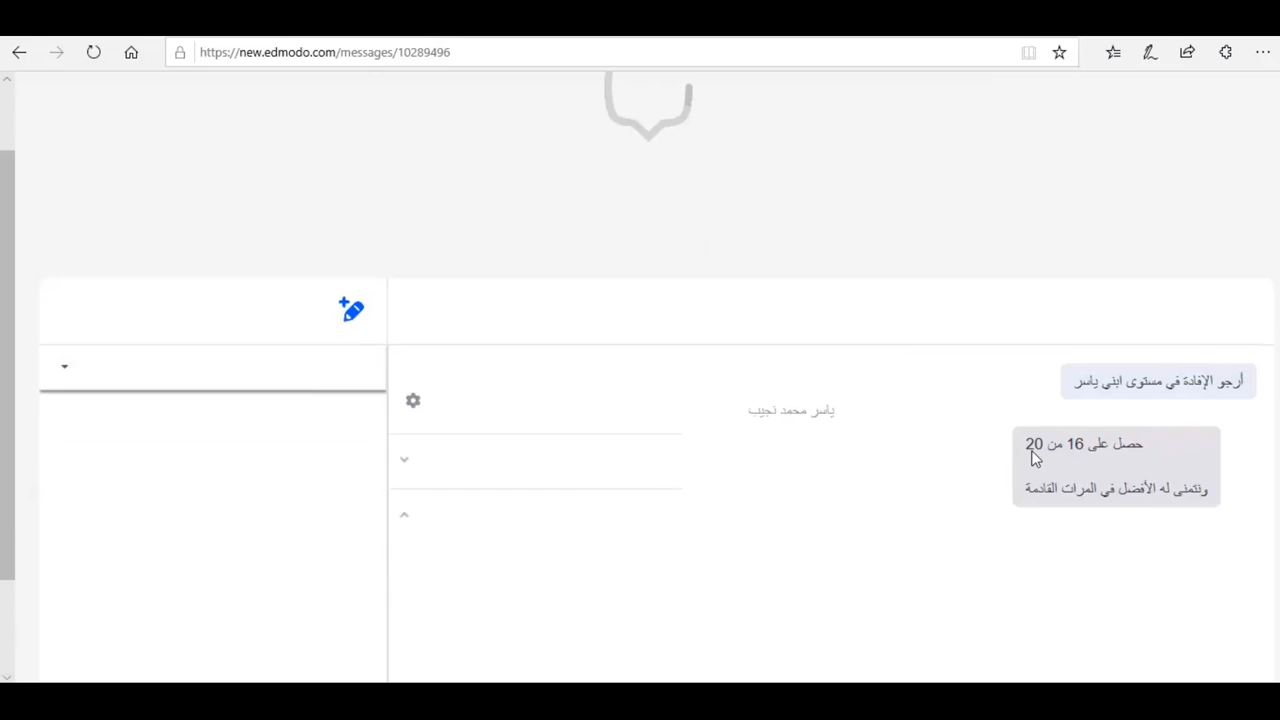 https://new.edmodo.com/messages/10289496
أرجو الإفادة في مستوى ابني ياسر
ياسر محمد نجيب
حصل على 16 من 20
ونتمنى له الأفضل في المرات القادمة